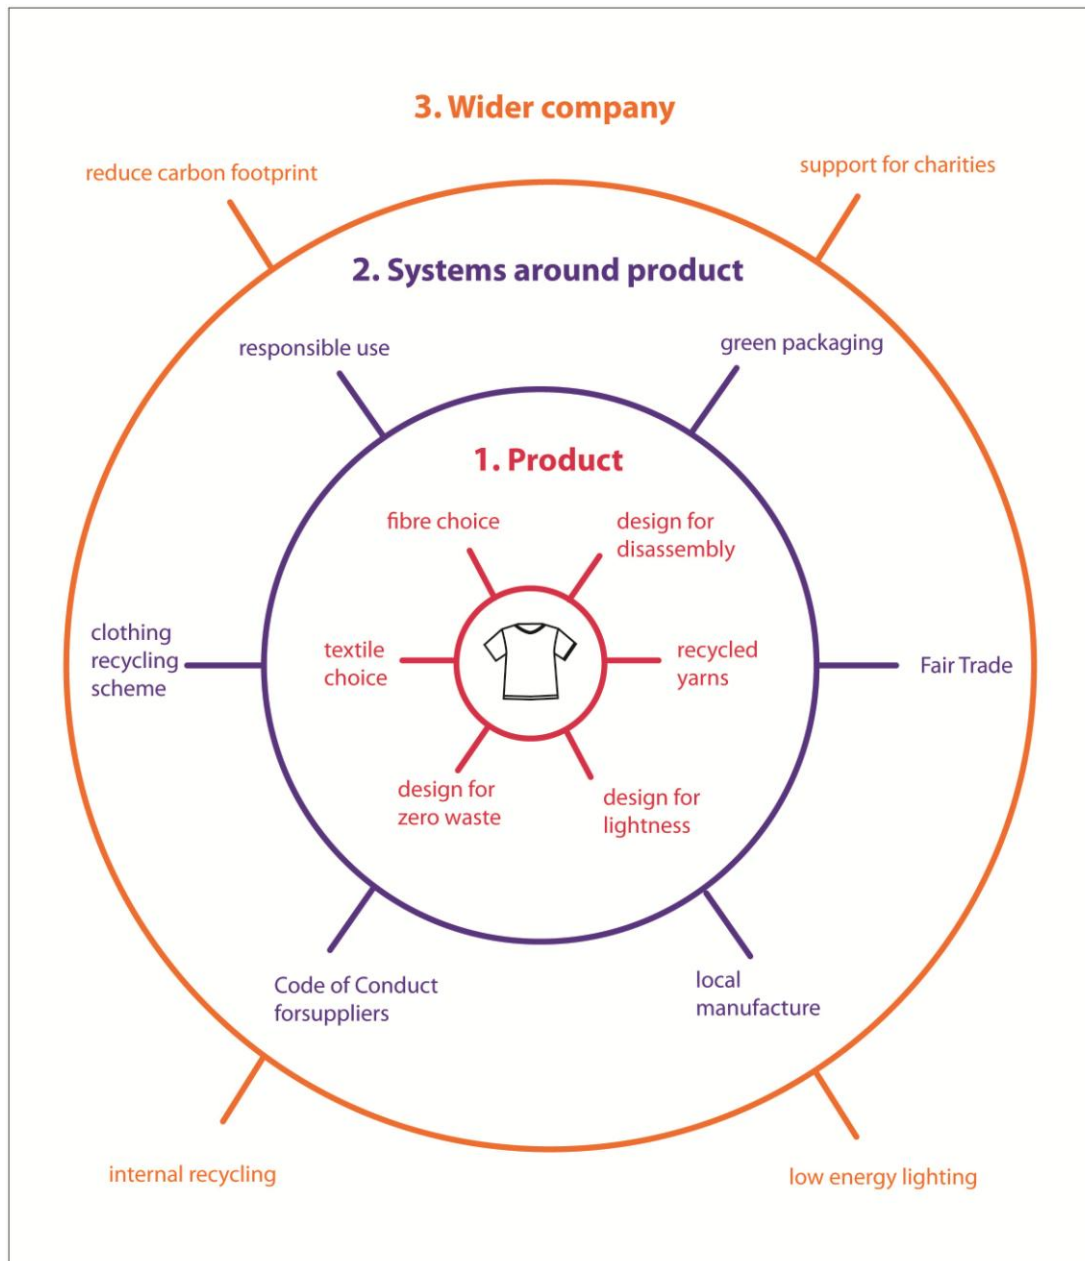 3. Wider company
reduce carbon footprint
support for charities
2. Systems around product
responsible use
green packaging
1. Product
fibre choice
design for
disassembly
clothing
recycling
scheme
textile
choice
recycled
yarns
Fair Trade
design for
zero waste
design for
lightness
Code of Conduct
forsuppliers
local
manufacture
internal recycling
low energy lighting